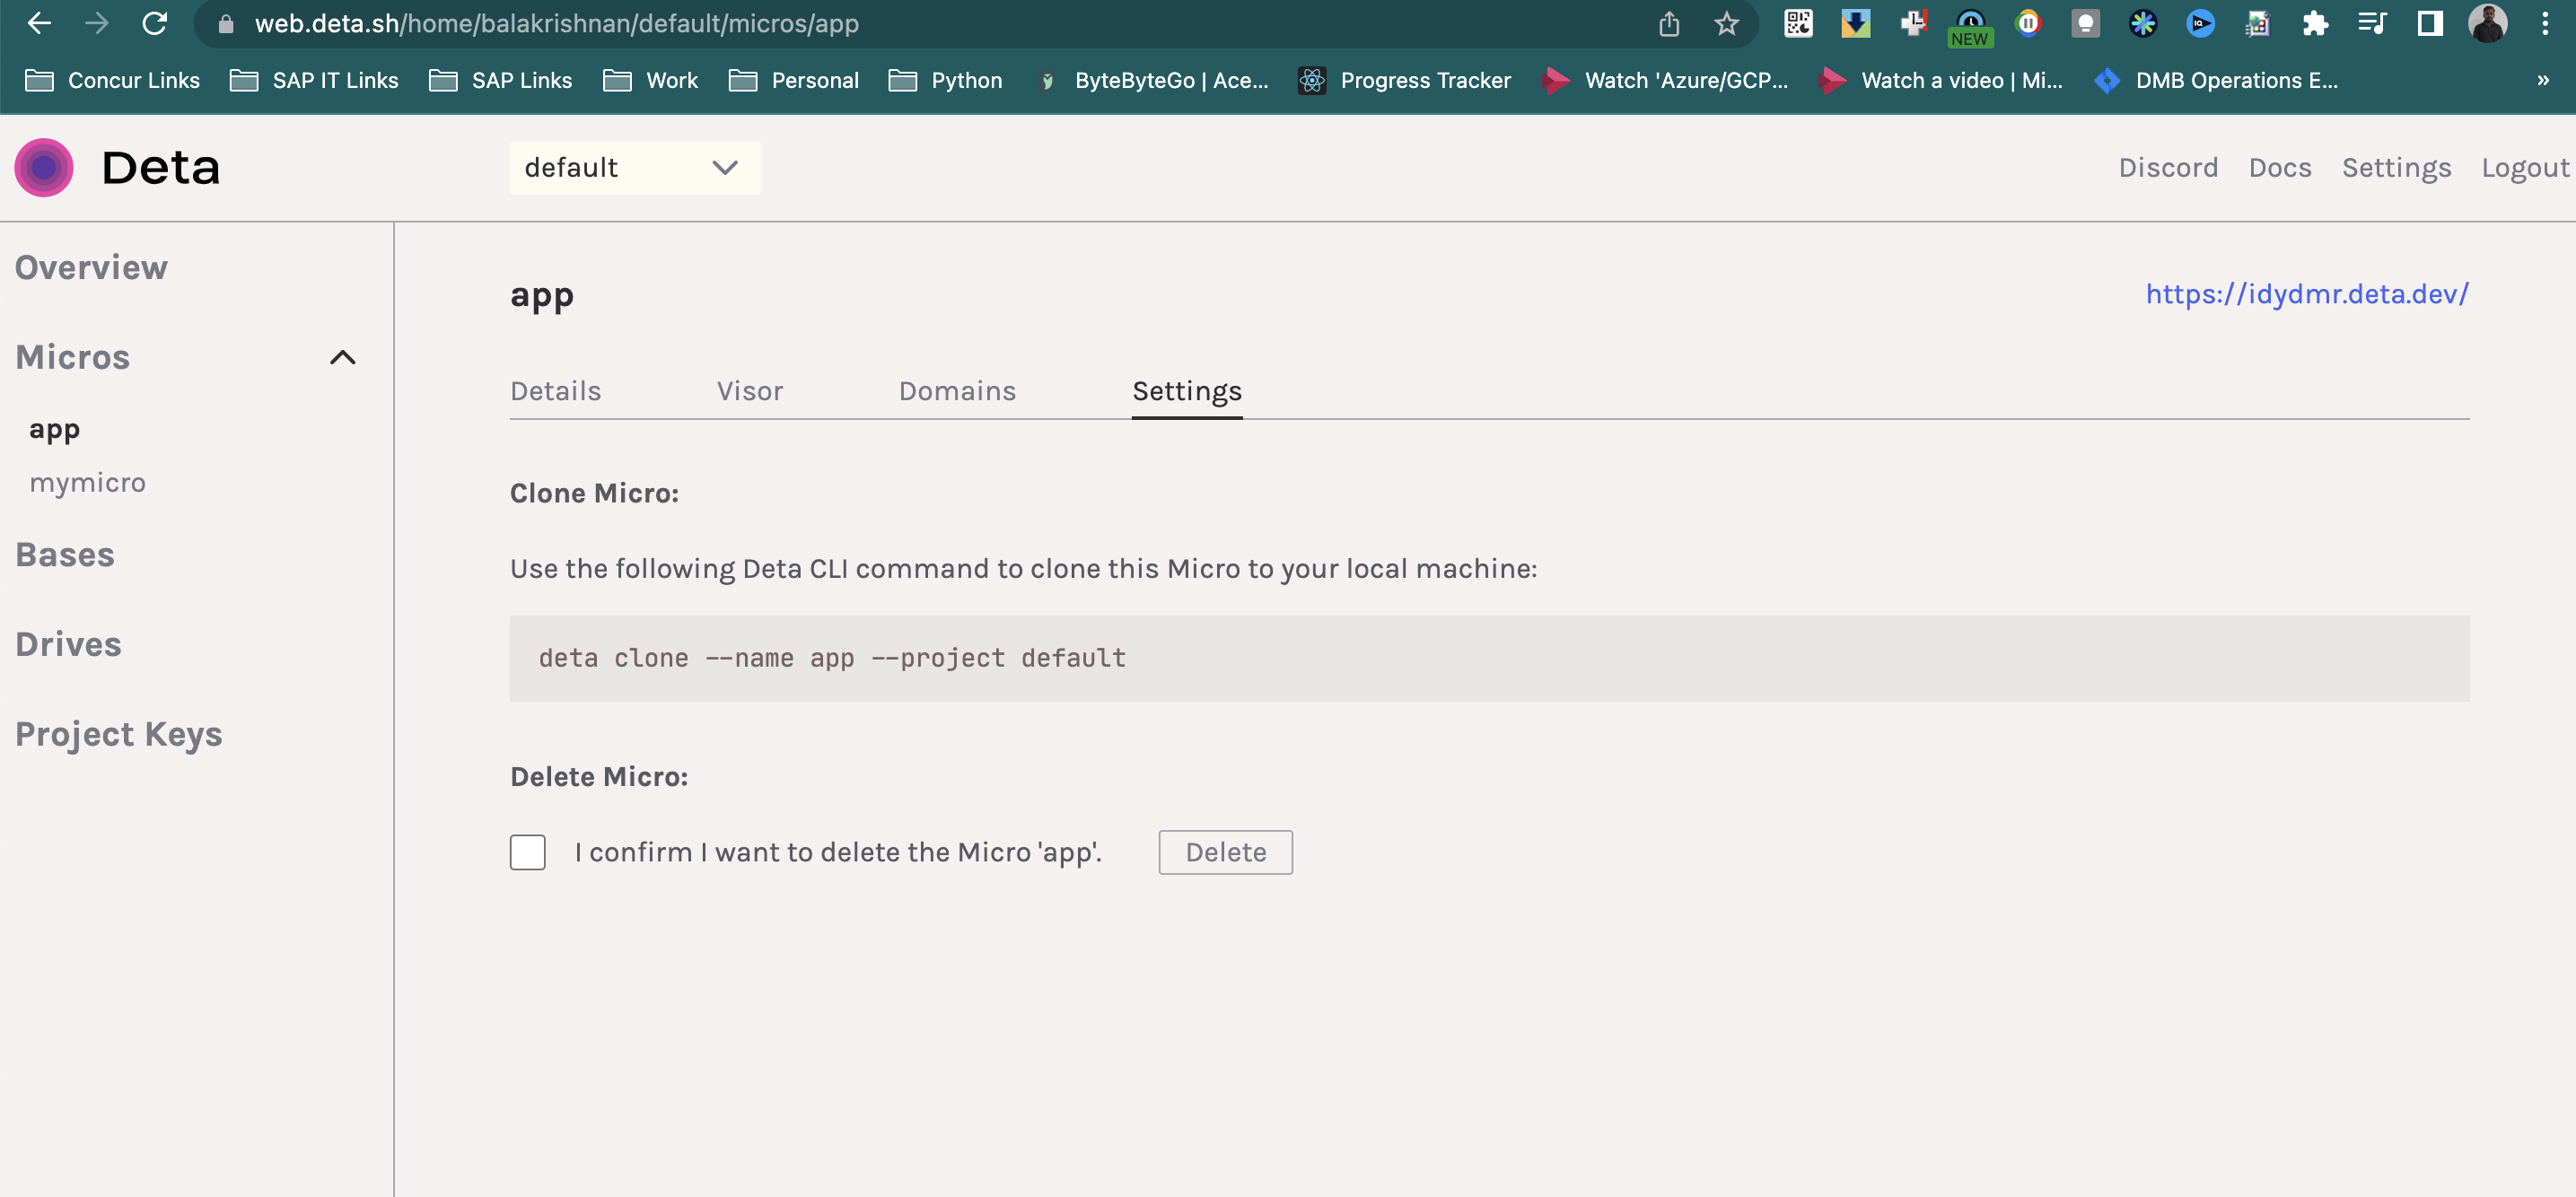 web.deta.sh/home/balakrishnan/default/micros/app
NEW
Concur Links SAP IT Links SAP Links Work Personal Python ByteByteGo | Ace... Progress Tracker Watch 'Azure/GCP... Watch a video | Mi... DMB Operations E... »
Deta default Discord Docs Settings Logout
Overview
Micros
app
mymicro
Bases
Drives
Project Keys
app https://idydmr.deta.dev/
Details Visor Domains Settings
Clone Micro:
Use the following Deta CLI command to clone this Micro to your local machine:
deta clone --name app --project default
Delete Micro:
I confirm I want to delete the Micro 'app'. Delete